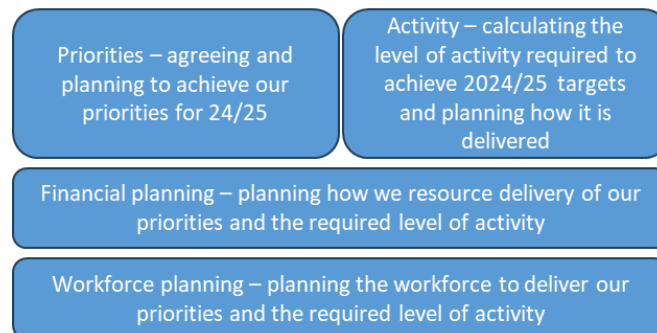 Priorities – agreeing and
planning to achieve our
priorities for 24/25
Activity – calculating the
level of activity required to
achieve 2024/25 targets
and planning how it is
delivered
Financial planning – planning how we resource delivery of our
priorities and the required level of activity
Workforce planning – planning the workforce to deliver our
priorities and the required level of activity